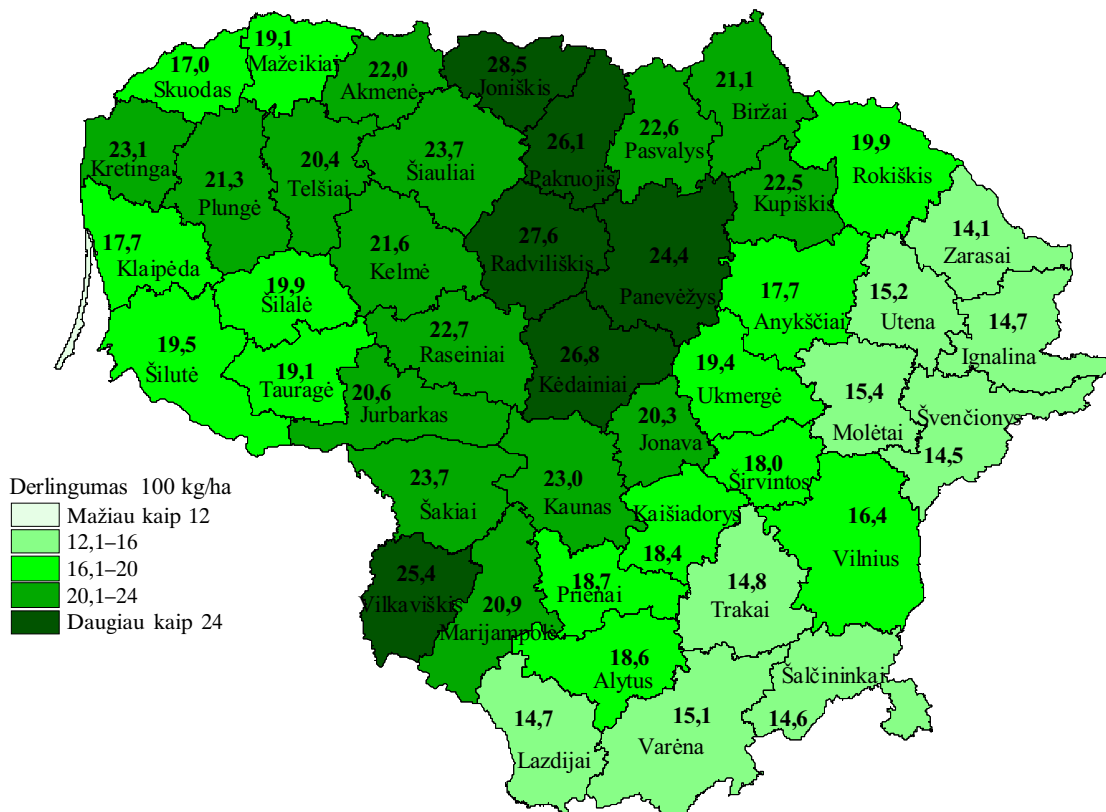 19,1
Mažeikiai
17,0
Skuodas
22,0
Akmenė
28,5
Joniškis
21,1
Biržai
23,1
Kretinga
21,3
Plungė
20,4
Telšiai
23,7
Šiauliai
26,1
Pakruojis
22,6
Pasvalys
22,5
Kupiškis
19,9
Rokiškis
17,7
Klaipėda
19,9
Šilalė
21,6
Kelmė
27,6
Radviliškis
24,4
Panevėžys
17,7
Anykščiai
15,2
Utena
14,1
Zarasai
14,7
Ignalina
19,5
Šilutė
19,1
Tauragė
22,7
Raseiniai
20,6
Jurbarkas
26,8
Kėdainiai
20,3
Jonava
19,4
Ukmergė
15,4
Molėtai
Švenčionys
14,5
23,7
Šakiai
23,0
Kaunas
Kaišiadorys
18,4
18,0
Širvintos
16,4
Vilnius
25,4
Vilkaviškis
20,9
Marijampolė
18,7
Prienai
14,8
Trakai
18,6
Alytus
14,7
Lazdijai
15,1
Varėna
Šalčininkai
14,6
Derlingumas 100 kg/ha
Mažiau kaip 12
12,1–16
16,1–20
20,1–24
Daugiau kaip 24